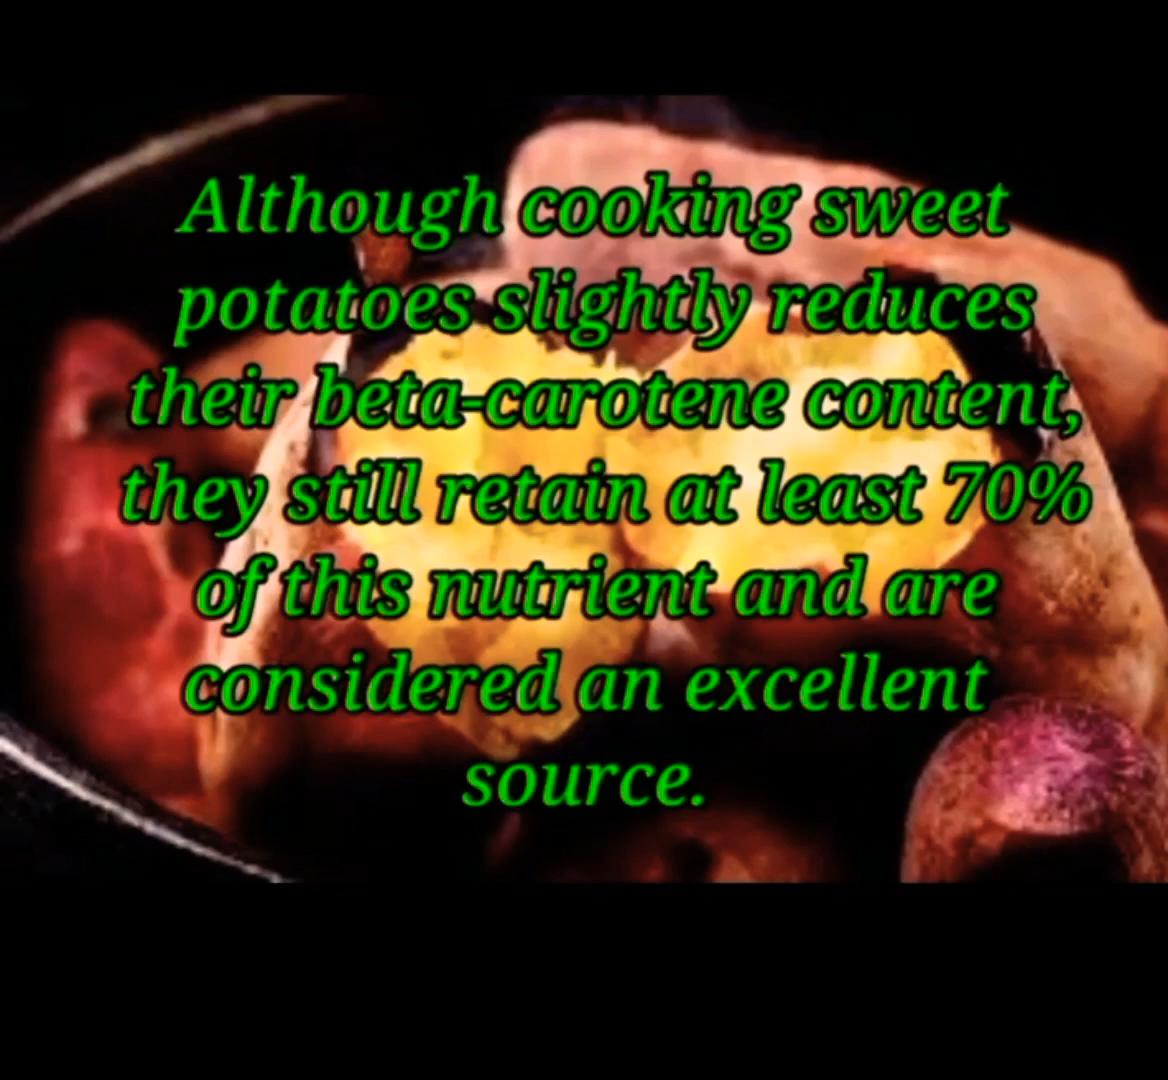 Although cooking sweet
potatoes slightly reduces
their beta-carotene content,
they still retain at least 70%
of this nutrient and are
considered an excellent
source.